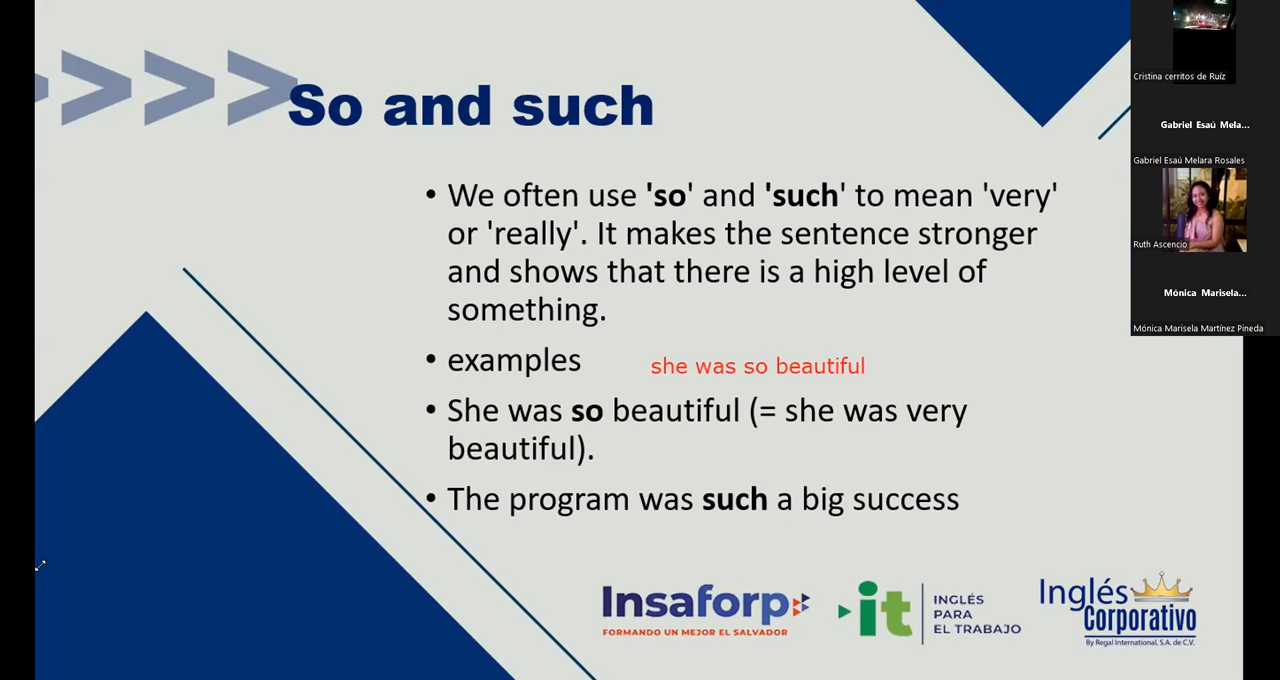 So and such
• We often use 'so' and 'such' to mean 'very'
or 'really'. It makes the sentence stronger
and shows that there is a high level of
something.
• examples
she was so beautiful
• She was so beautiful (= she was very
beautiful).
• The program was such a big success
Insaforp
FORMANDO UN MEJOR EL SALVADOR
it
INGLÉS
PARA
EL TRABAJO
Inglés
Corporativo
By Regal International, S.A. de C.V.
Cristina cerritos de Ruíz
Gabriel Esaú Mela...
Gabriel Esaú Melara Rosales
Ruth Ascencio
Mónica Marisela...
Mónica Marisela Martínez Pineda